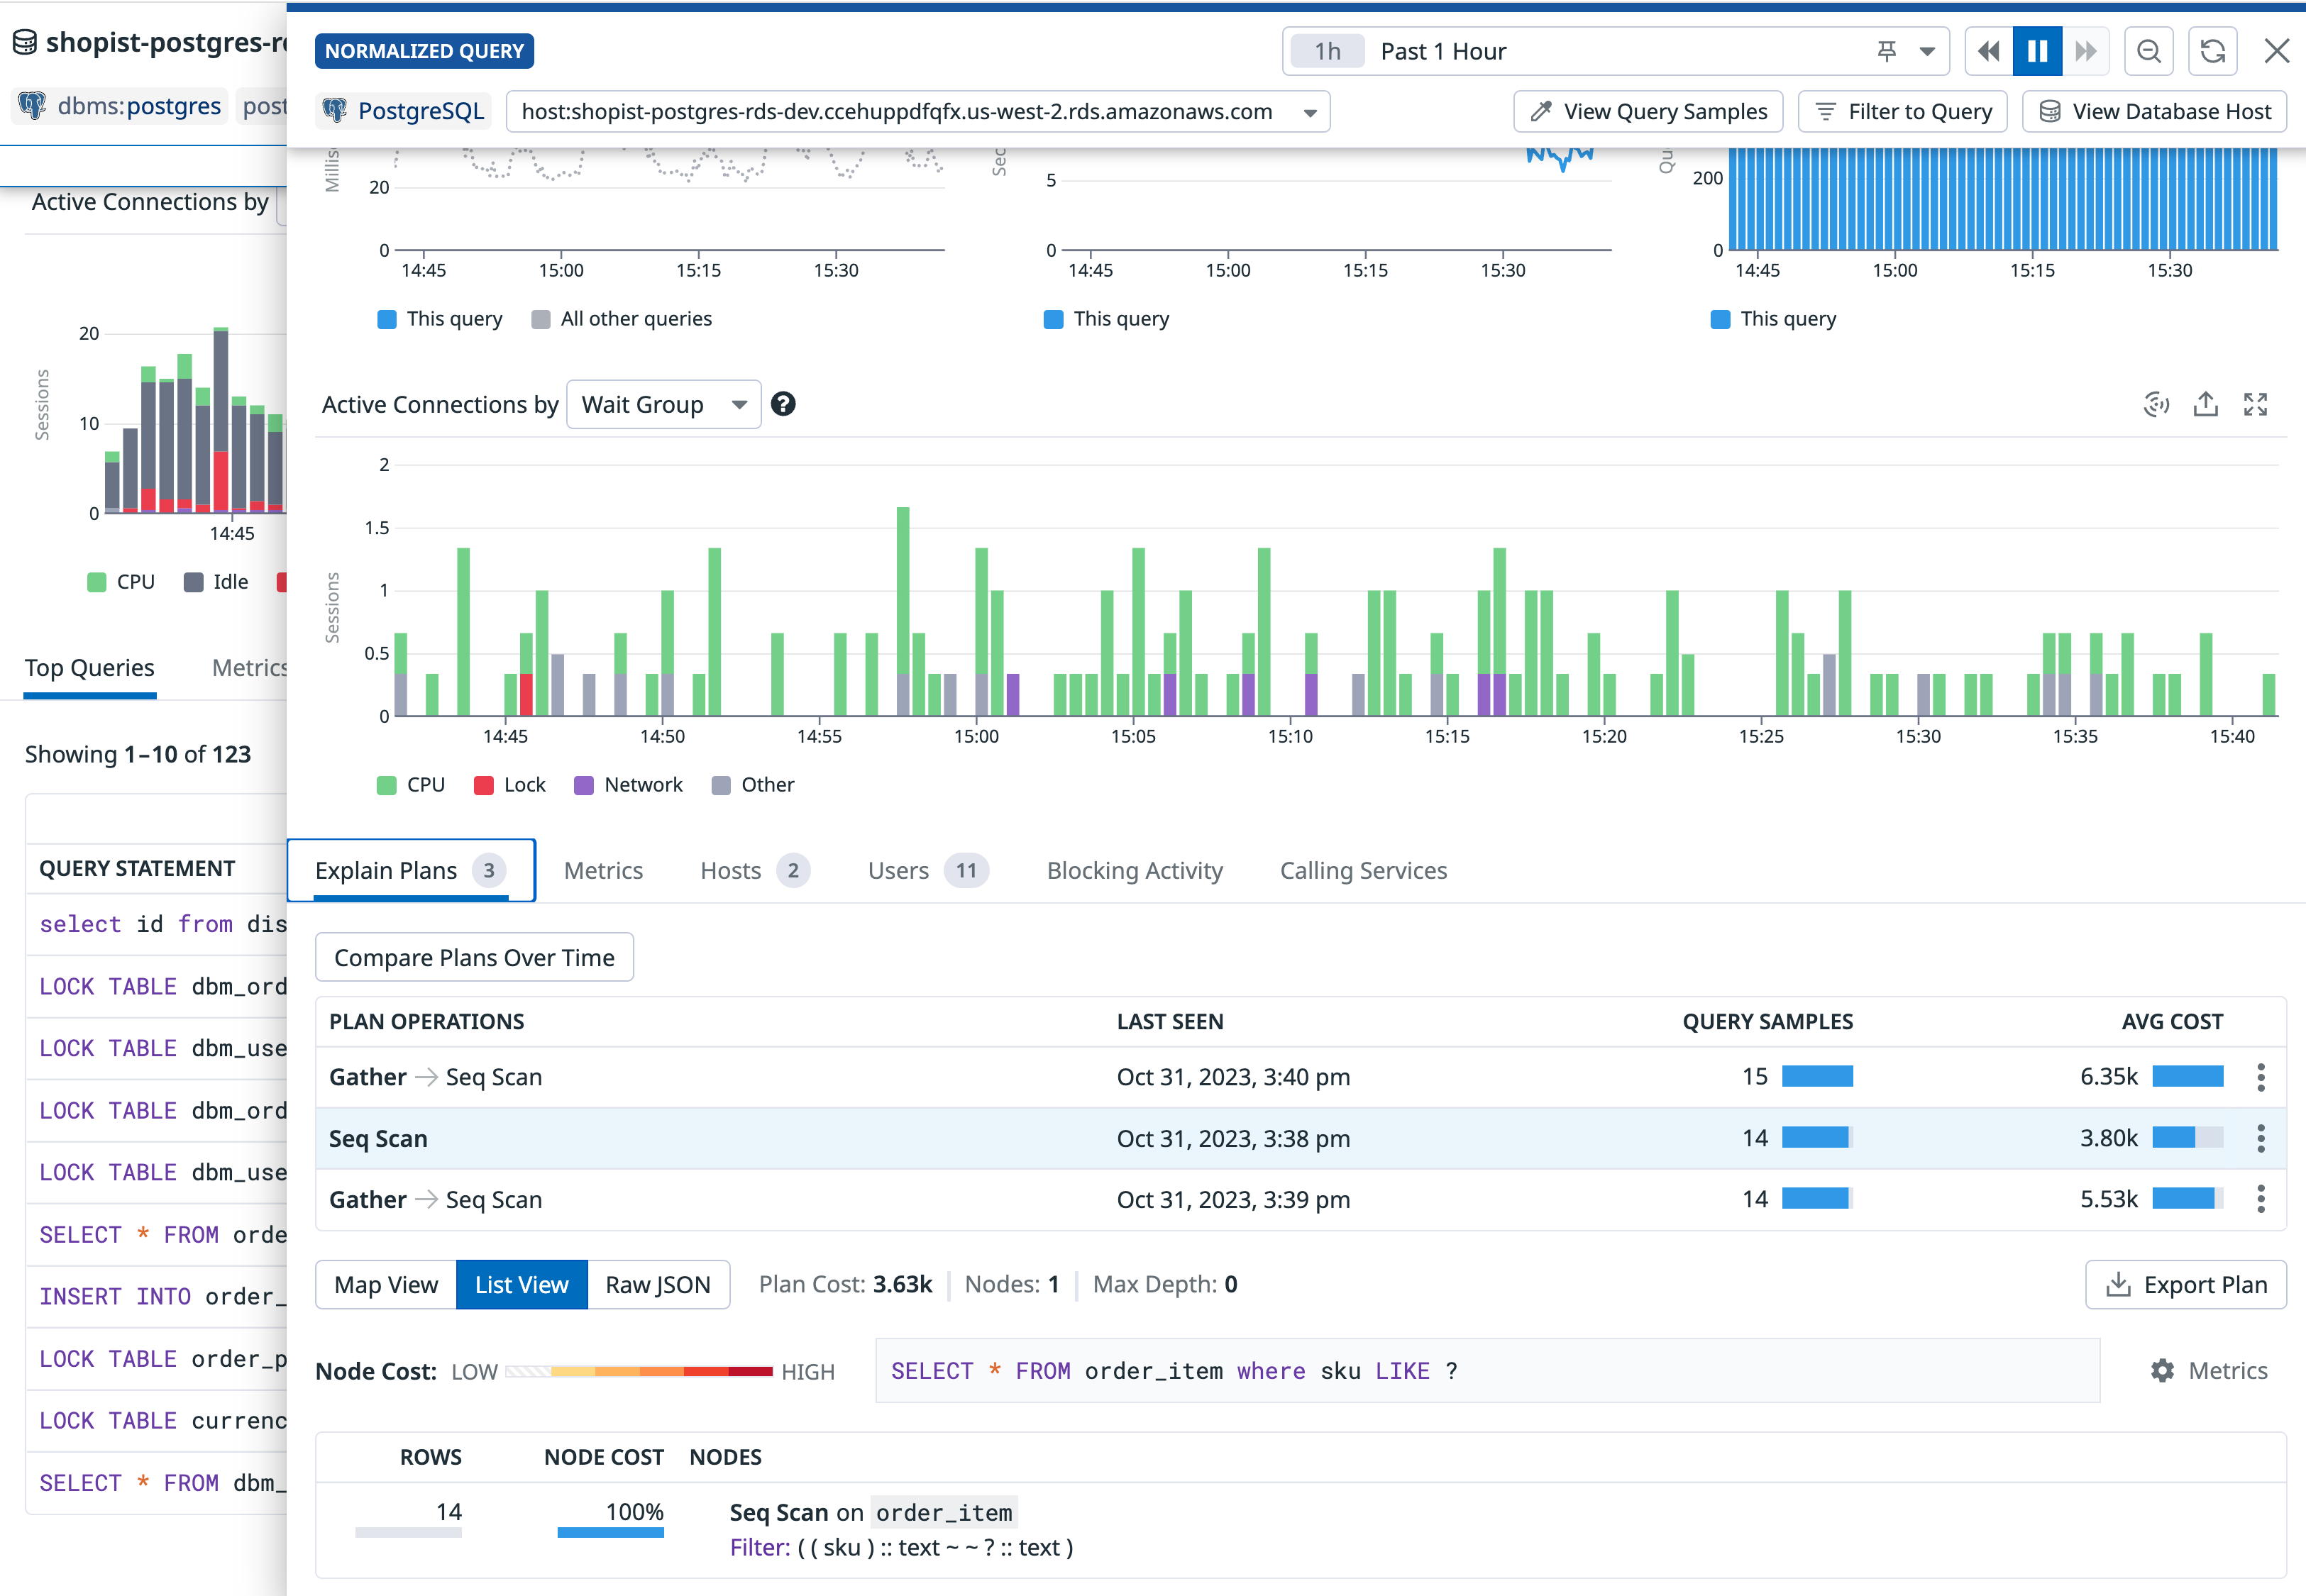 shopist-postgres-r
dbms:postgres
post
Active Connections by
20
10
0
Sessions
14:45
CPU
Idle
Top Queries
Metrics
Showing 1–10 of 123
QUERY STATEMENT
select id from dis
LOCK TABLE dbm_ord
LOCK TABLE dbm_use
LOCK TABLE dbm_ord
LOCK TABLE dbm_use
SELECT * FROM orde
INSERT INTO order_
LOCK TABLE order_p
LOCK TABLE currenc
SELECT * FROM dbm_
NORMALIZED QUERY
1h Past 1 Hour
PostgreSQL
host:shopist-postgres-rds-dev.ccehuppdfqfx.us-west-2.rds.amazonaws.com
View Query Samples
Filter to Query
View Database Host
Millis
20
0
14:45 15:00 15:15 15:30
This query All other queries
Sec
5
0
14:45 15:00 15:15 15:30
This query
Qu
200
0
14:45 15:00 15:15 15:30
This query
Active Connections by Wait Group ?
2
1.5
1
0.5
0
Sessions
14:45 14:50 14:55 15:00 15:05 15:10 15:15 15:20 15:25 15:30 15:35 15:40
CPU Lock Network Other
Explain Plans 3 Metrics Hosts 2 Users 11 Blocking Activity Calling Services
Compare Plans Over Time
PLAN OPERATIONS LAST SEEN QUERY SAMPLES AVG COST
Gather → Seq Scan Oct 31, 2023, 3:40 pm 15 6.35k
Seq Scan Oct 31, 2023, 3:38 pm 14 3.80k
Gather → Seq Scan Oct 31, 2023, 3:39 pm 14 5.53k
Map View List View Raw JSON Plan Cost: 3.63k Nodes: 1 Max Depth: 0 Export Plan
Node Cost: LOW HIGH SELECT * FROM order_item where sku LIKE ? Metrics
ROWS NODE COST NODES
14 100% Seq Scan on order_item
Filter: ( ( sku ) :: text ~ ~ ? :: text )